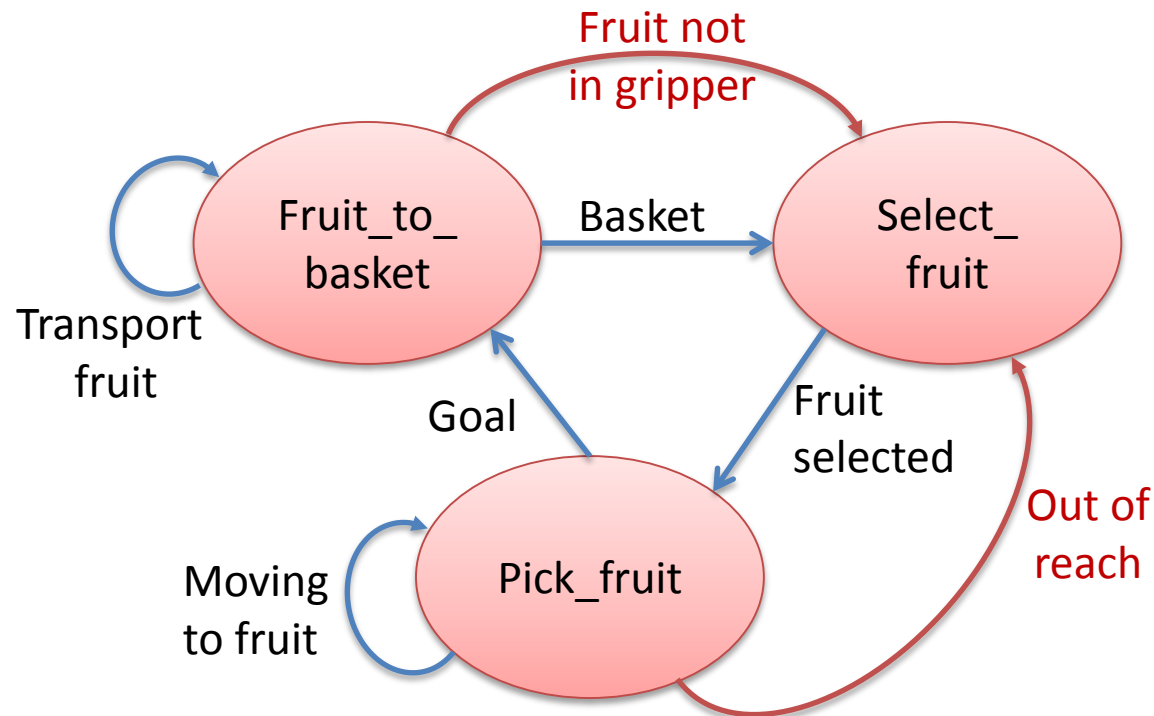 Fruit not
in gripper
Fruit_to_
basket
Basket
Select_
fruit
Transport
fruit
Goal
Fruit
selected
Out of
reach
Moving
to fruit
Pick_fruit